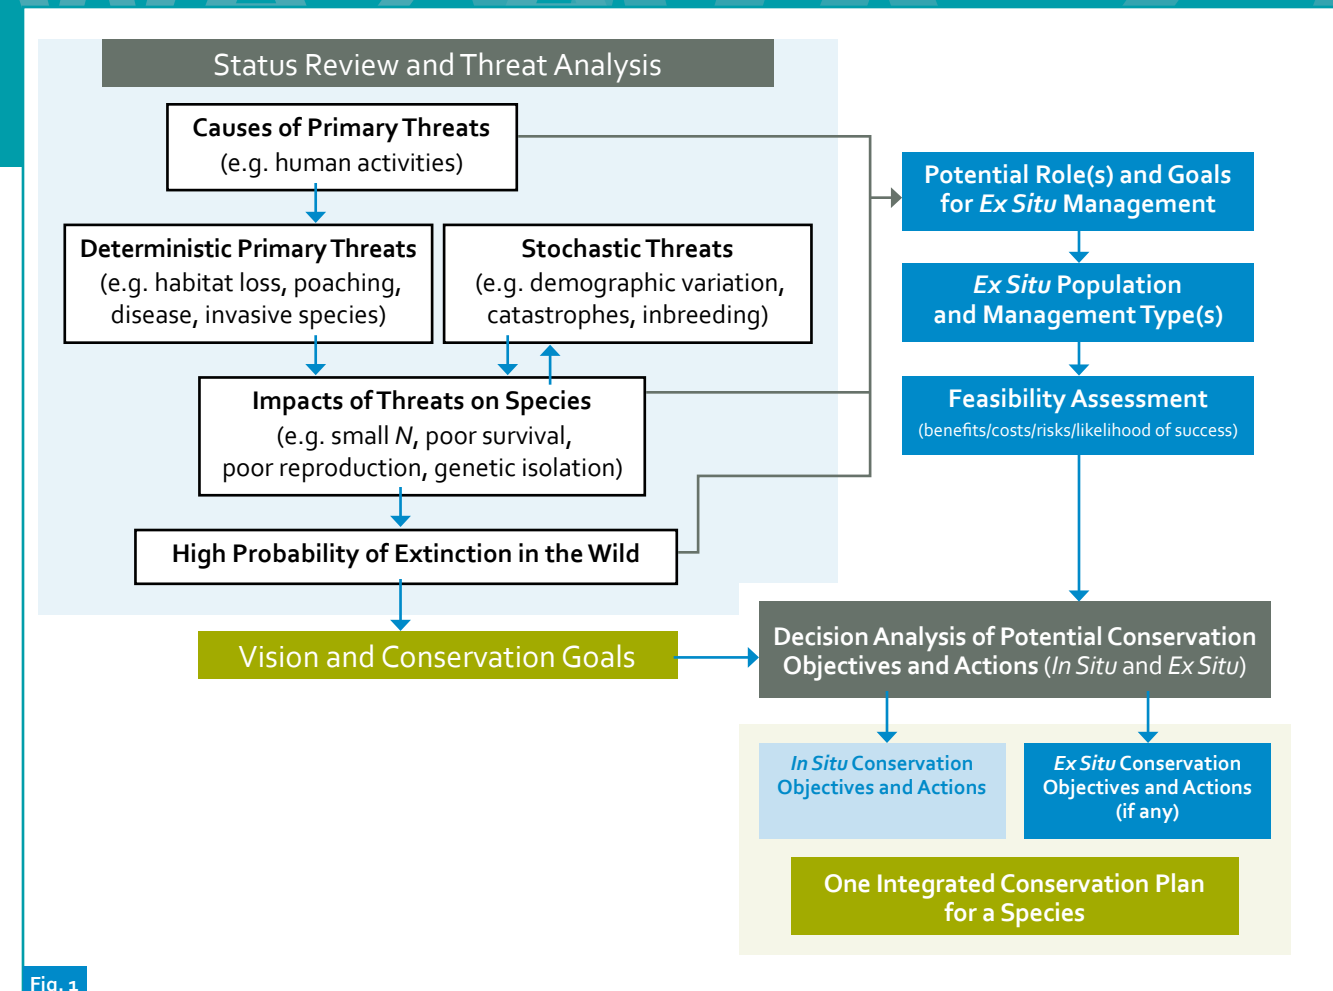 Status Review and Threat Analysis
Causes of Primary Threats
(e.g. human activities)
Deterministic Primary Threats
(e.g. habitat loss, poaching,
disease, invasive species)
Stochastic Threats
(e.g. demographic variation,
catastrophes, inbreeding)
Impacts of Threats on Species
(e.g. small N, poor survival,
poor reproduction, genetic isolation)
High Probability of Extinction in the Wild
Vision and Conservation Goals
Potential Role(s) and Goals
for Ex Situ Management
Ex Situ Population
and Management Type(s)
Feasibility Assessment
(benefits/costs/risks/likelihood of success)
Decision Analysis of Potential Conservation
Objectives and Actions (In Situ and Ex Situ)
In Situ Conservation
Objectives and Actions
Ex Situ Conservation
Objectives and Actions
(if any)
One Integrated Conservation Plan
for a Species
Fig. 1